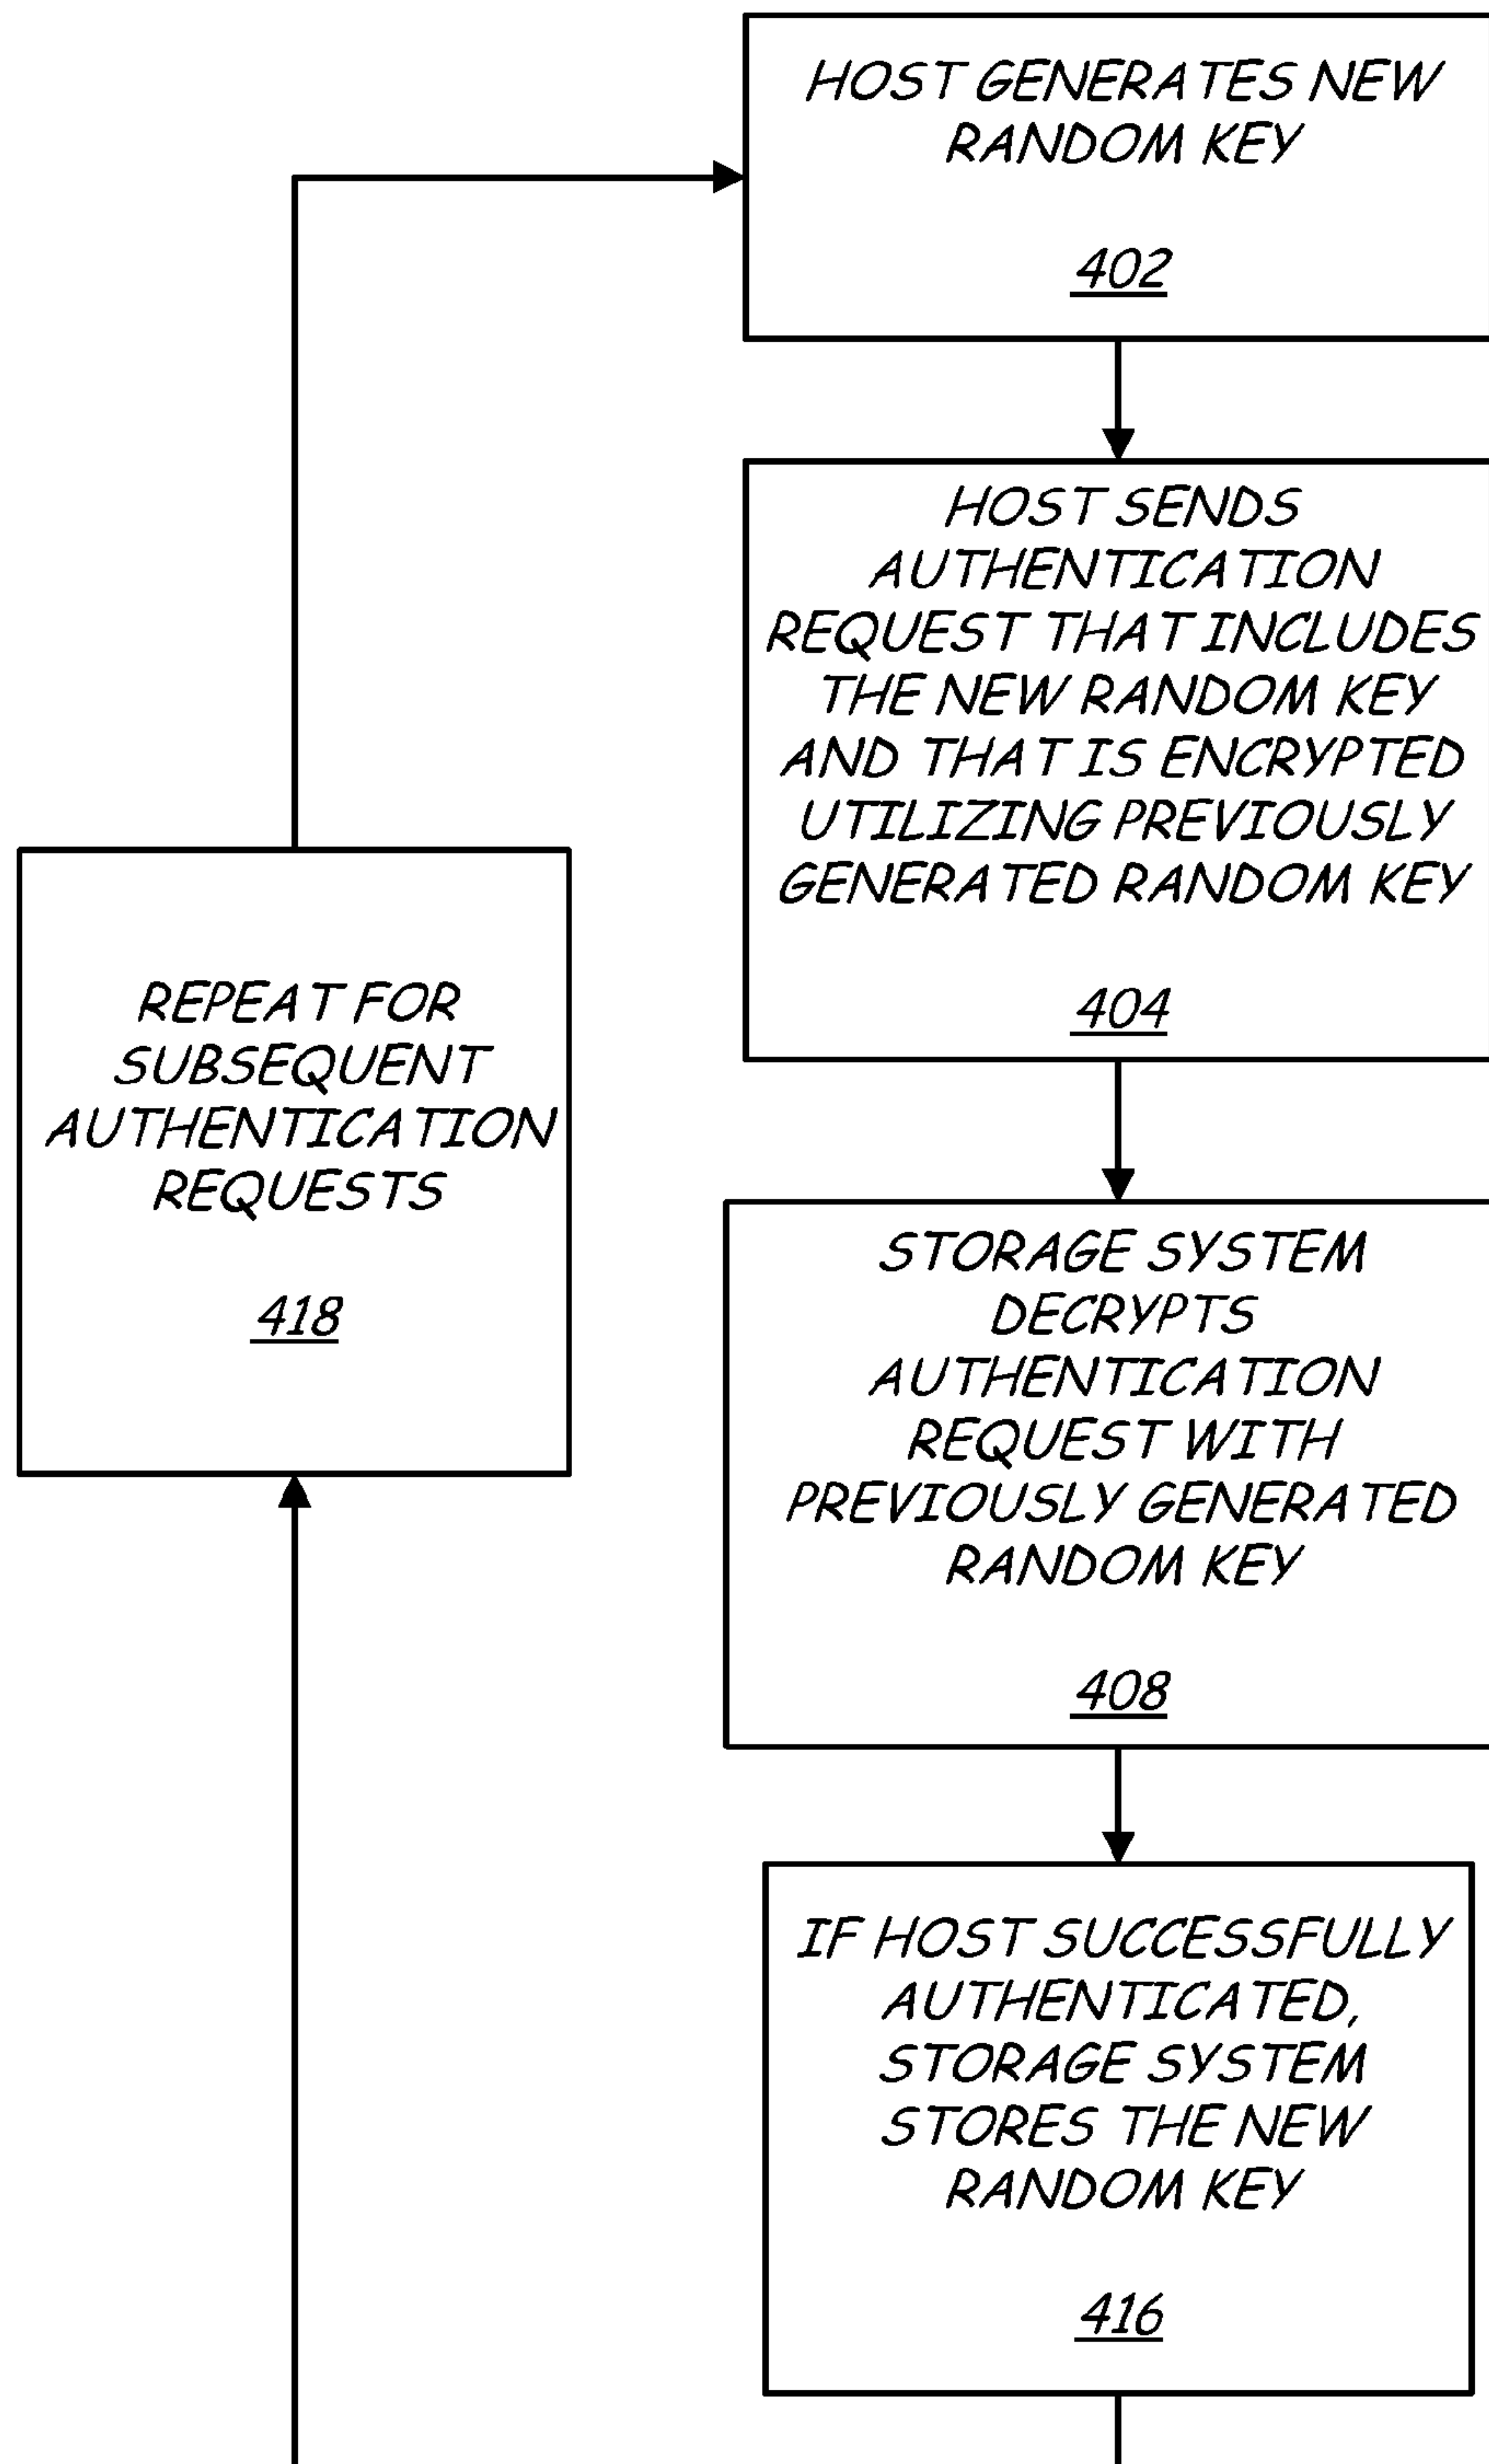 HOST GENERATES NEW
RANDOM KEY
402
HOST SENDS
AUTHENTICATION
REQUEST THAT INCLUDES
THE NEW RANDOM KEY
AND THAT IS ENCRYPTED
UTILIZING PREVIOUSLY
GENERATED RANDOM KEY
404
STORAGE SYSTEM
DECRYPTS
AUTHENTICATION
REQUEST WITH
PREVIOUSLY GENERATED
RANDOM KEY
408
IF HOST SUCCESSFULLY
AUTHENTICATED,
STORAGE SYSTEM
STORES THE NEW
RANDOM KEY
416
REPEAT FOR
SUBSEQUENT
AUTHENTICATION
REQUESTS
418